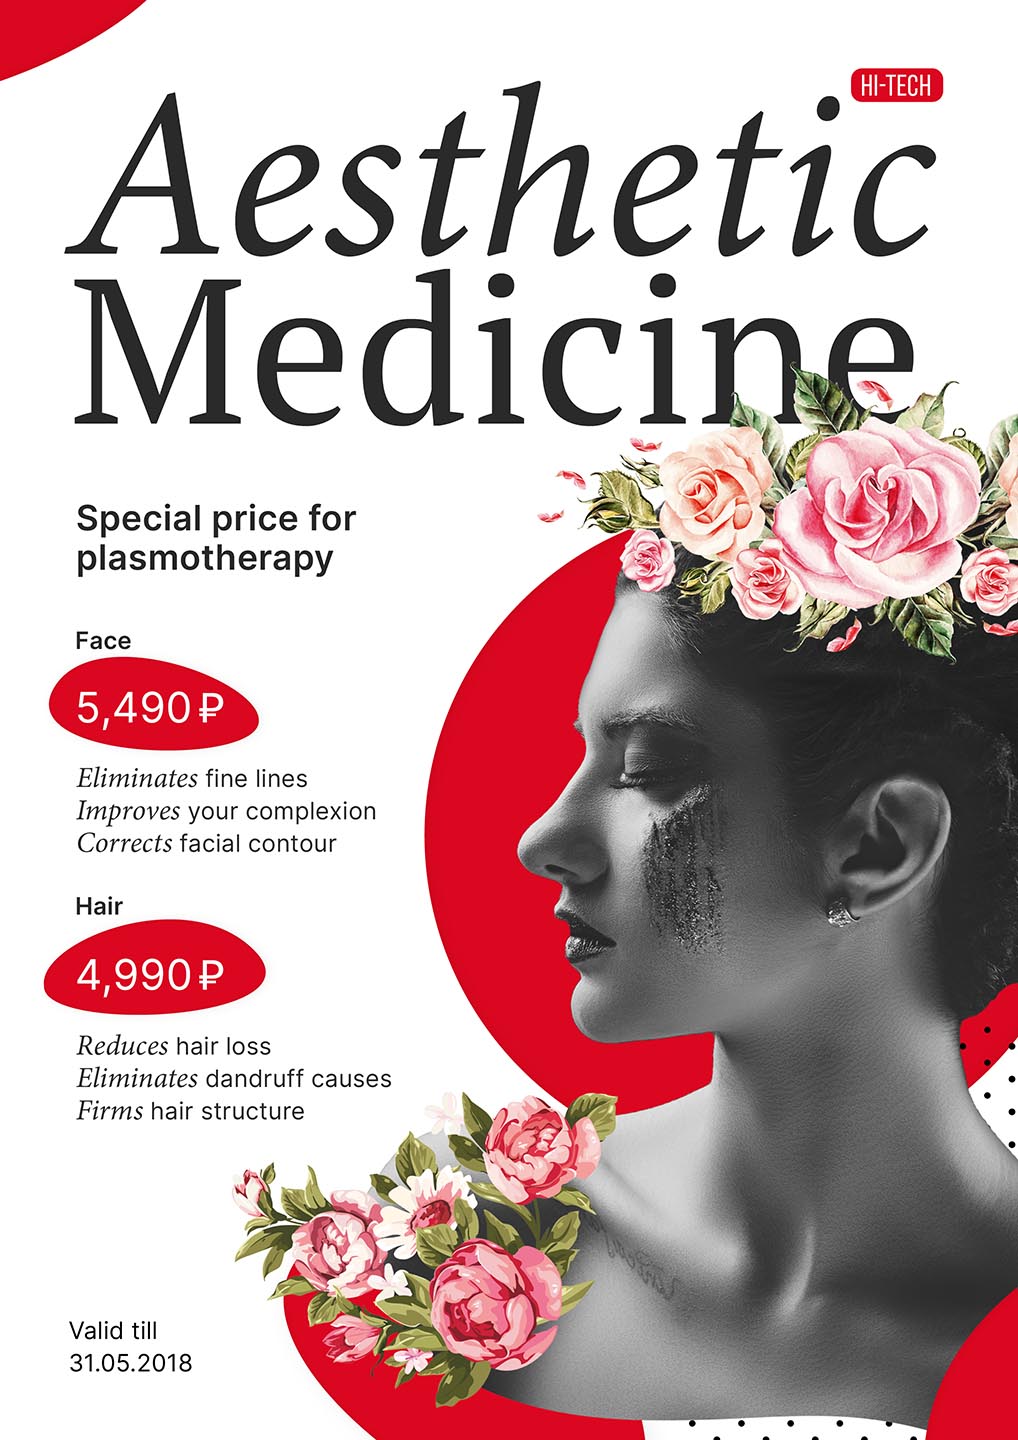 HI-TECH
Aesthetic
Medicine
Special price for
plasmotherapy
Face
5,490 ₽
Eliminates fine lines
Improves your complexion
Corrects facial contour
Hair
4,990 ₽
Reduces hair loss
Eliminates dandruff causes
Firms hair structure
Valid till
31.05.2018